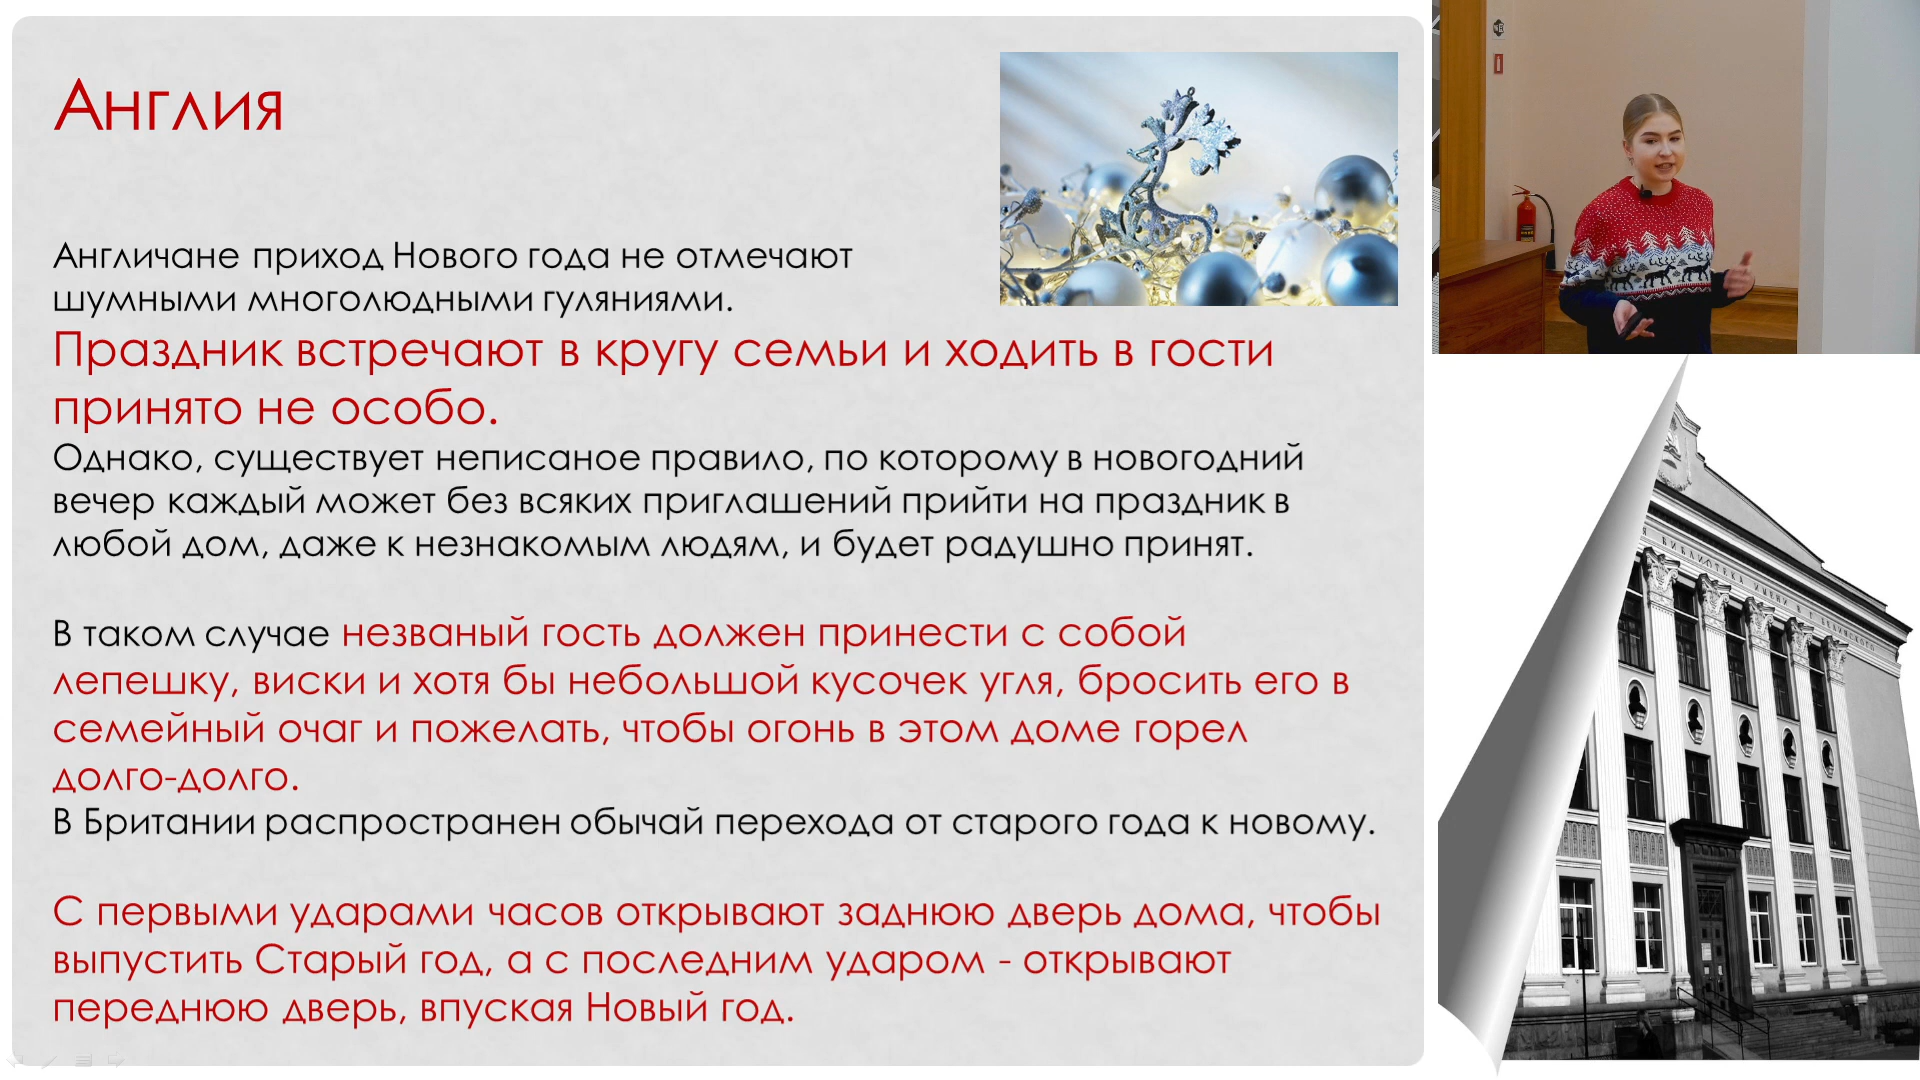 Англия
Англичане приход Нового года не отмечают
шумными многолюдными гуляниями.
Праздник встречают в кругу семьи и ходить в гости
принято не особо.
Однако, существует неписаное правило, по которому в новогодний
вечер каждый может без всяких приглашений прийти на праздник в
любой дом, даже к незнакомым людям, и будет радушно принят.
В таком случае незваный гость должен принести с собой
лепешку, виски и хотя бы небольшой кусочек угля, бросить его в
семейный очаг и пожелать, чтобы огонь в этом доме горел
долго-долго.
В Британии распространен обычай перехода от старого года к новому.
С первыми ударами часов открывают заднюю дверь дома, чтобы
выпустить Старый год, а с последним ударом - открывают
переднюю дверь, впуская Новый год.
БИБЛИОТЕКА ИМЕНИ В Г БЕЛИНСКОГО